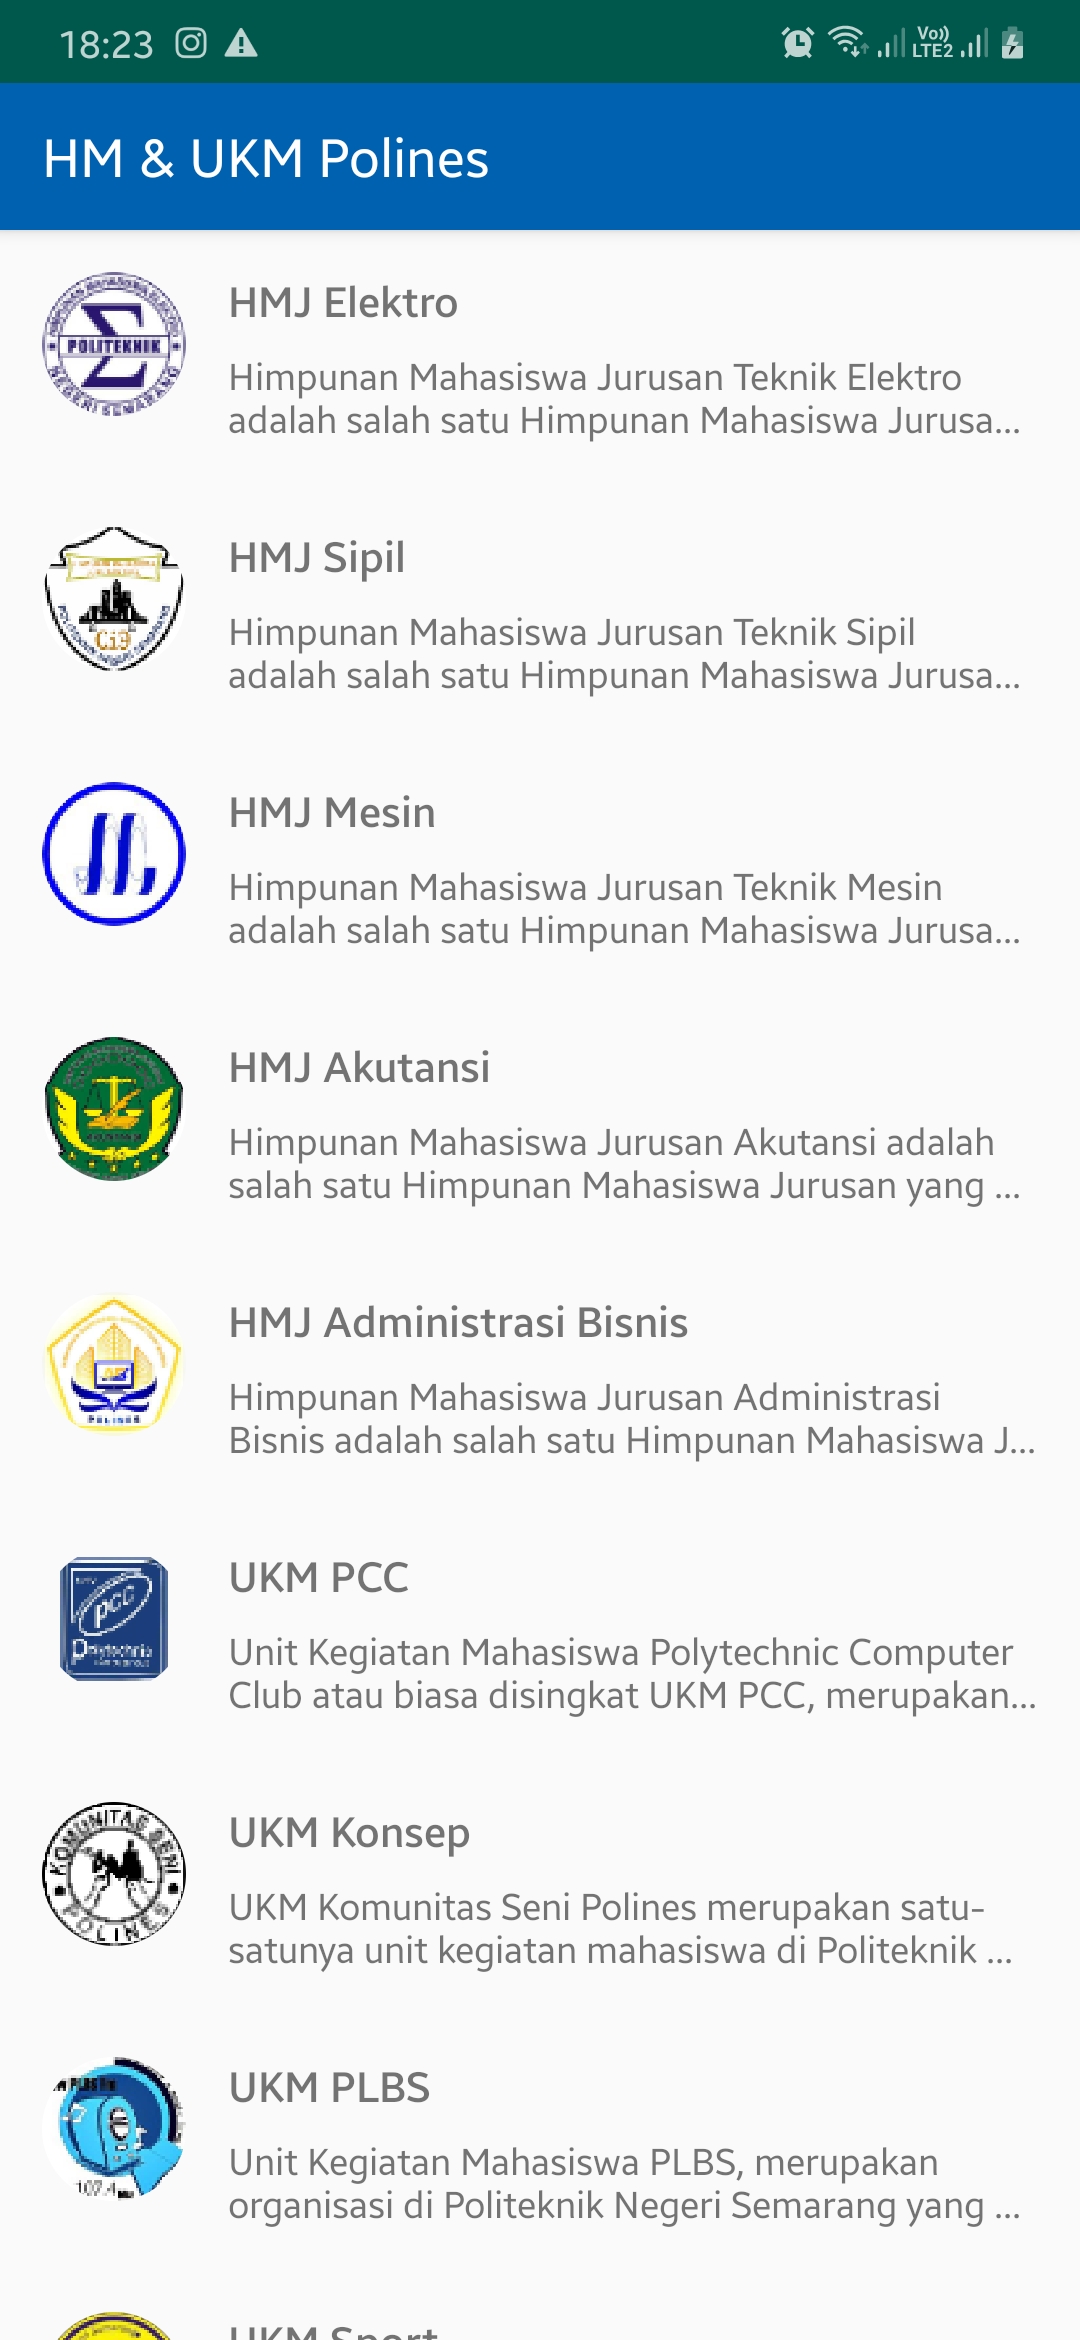 18:23
Vo))
LTE2
HM & UKM Polines
POLITEKNIK
NEGERI SEMARANG
HMJ Elektro
Himpunan Mahasiswa Jurusan Teknik Elektro
adalah salah satu Himpunan Mahasiswa Jurusa...
HMJ Sipil
Himpunan Mahasiswa Jurusan Teknik Sipil
adalah salah satu Himpunan Mahasiswa Jurusa...
HMJ Mesin
Himpunan Mahasiswa Jurusan Teknik Mesin
adalah salah satu Himpunan Mahasiswa Jurusa...
HMJ Akutansi
Himpunan Mahasiswa Jurusan Akutansi adalah
salah satu Himpunan Mahasiswa Jurusan yang ...
POLINES
HMJ Administrasi Bisnis
Himpunan Mahasiswa Jurusan Administrasi
Bisnis adalah salah satu Himpunan Mahasiswa J...
pcc
UKM PCC
Unit Kegiatan Mahasiswa Polytechnic Computer
Club atau biasa disingkat UKM PCC, merupakan...
KOMUNITAS SENI
POLINES
UKM Konsep
UKM Komunitas Seni Polines merupakan satu-
satunya unit kegiatan mahasiswa di Politeknik ...
107.4
UKM PLBS
Unit Kegiatan Mahasiswa PLBS, merupakan
organisasi di Politeknik Negeri Semarang yang ...
UKM Sport